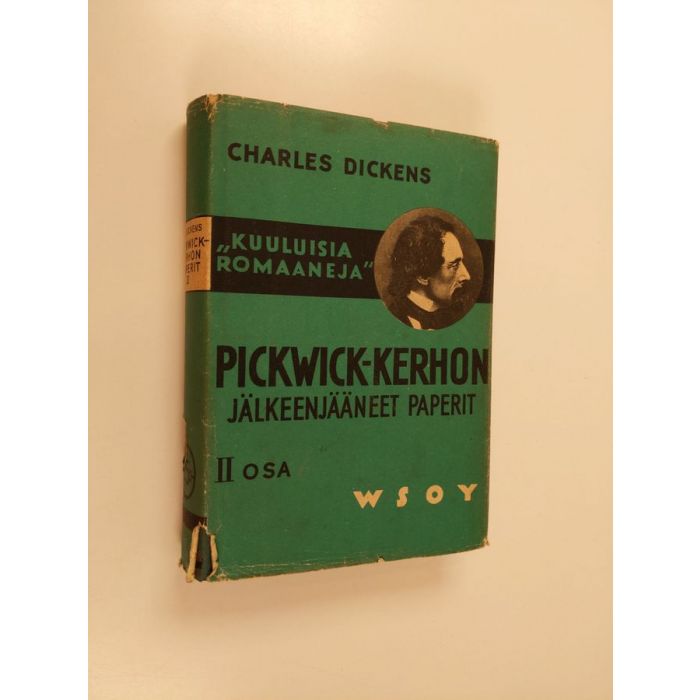 CHARLES DICKENS
„KUULUISIA
ROMAANEJA”
PICKWICK-KERHON
JÄLKEENJÄÄNEET PAPERIT
II OSA
WSOY